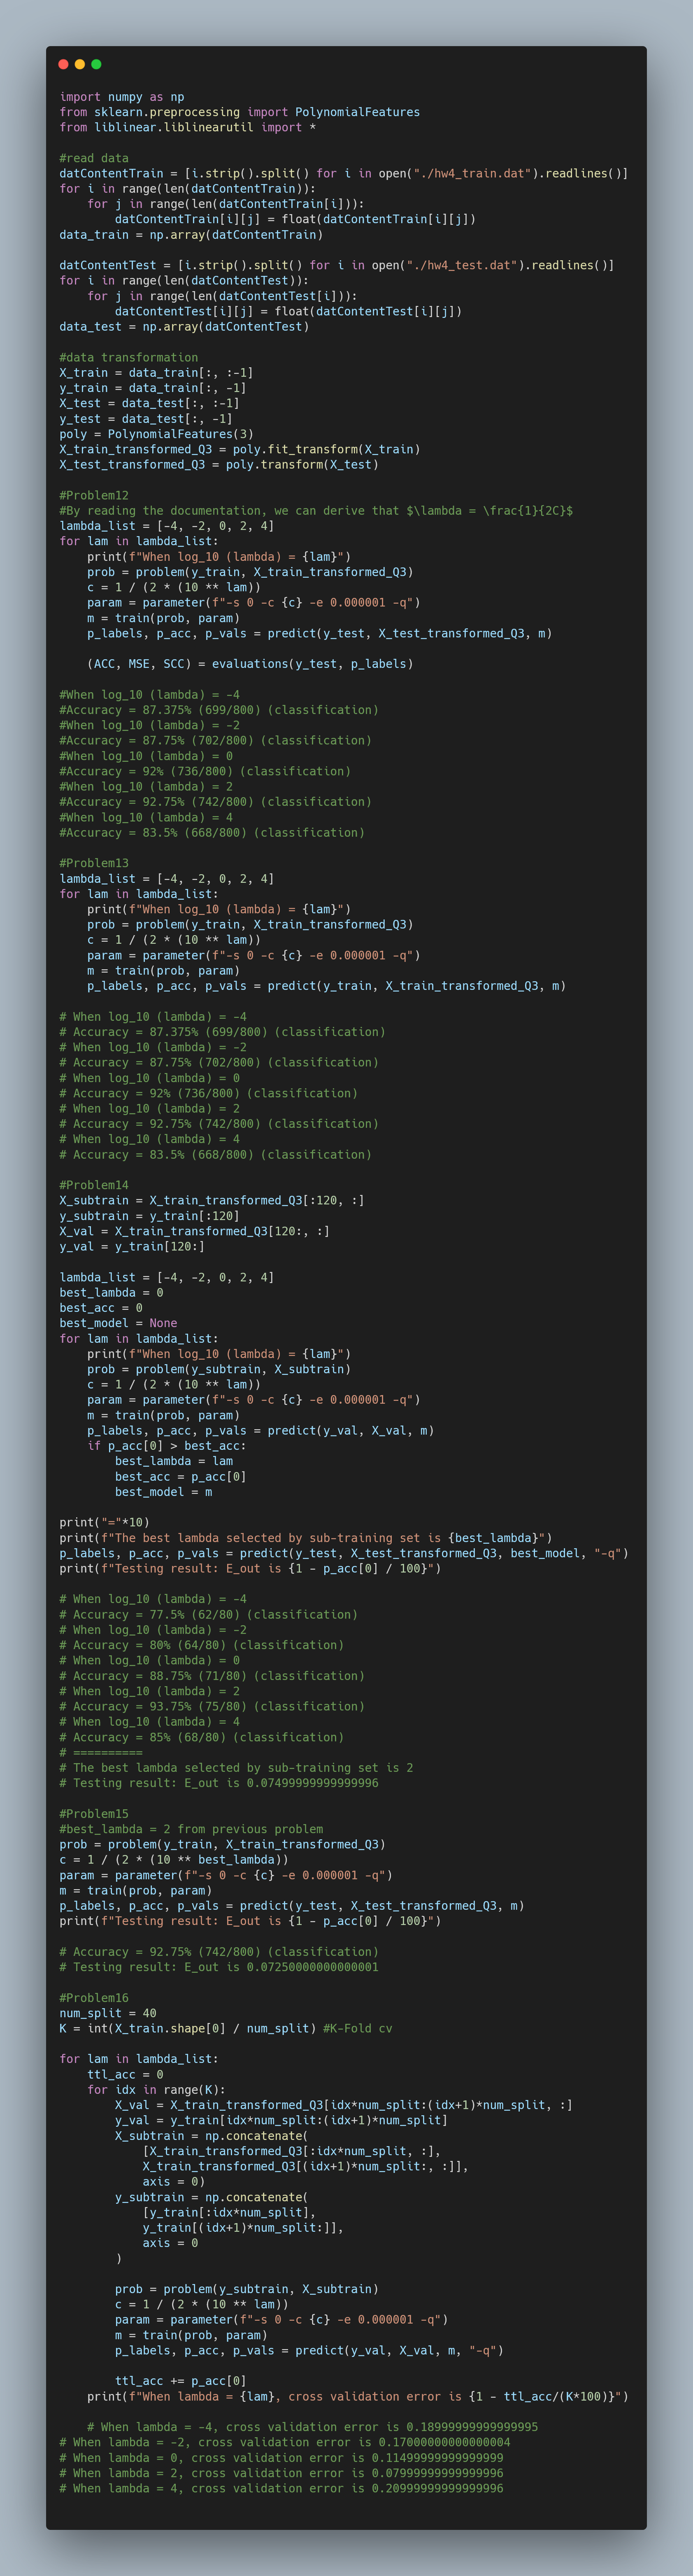 import numpy as np
from sklearn.preprocessing import PolynomialFeatures
from liblinear.liblinearutil import *

#read data
datContentTrain = [i.strip().split() for i in open("./hw4_train.dat").readlines()]
for i in range(len(datContentTrain)):
    for j in range(len(datContentTrain[i])):
        datContentTrain[i][j] = float(datContentTrain[i][j])
data_train = np.array(datContentTrain)

datContentTest = [i.strip().split() for i in open("./hw4_test.dat").readlines()]
for i in range(len(datContentTest)):
    for j in range(len(datContentTest[i])):
        datContentTest[i][j] = float(datContentTest[i][j])
data_test = np.array(datContentTest)

#data transformation
X_train = data_train[:, :-1]
y_train = data_train[:, -1]
X_test = data_test[:, :-1]
y_test = data_test[:, -1]
poly = PolynomialFeatures(3)
X_train_transformed_Q3 = poly.fit_transform(X_train)
X_test_transformed_Q3 = poly.transform(X_test)

#Problem12
#By reading the documentation, we can derive that $\lambda = \frac{1}{2C}$
lambda_list = [-4, -2, 0, 2, 4]
for lam in lambda_list:
    print(f"When log_10 (lambda) = {lam}")
    prob = problem(y_train, X_train_transformed_Q3)
    c = 1 / (2 * (10 ** lam))
    param = parameter(f"-s 0 -c {c} -e 0.000001 -q")
    m = train(prob, param)
    p_labels, p_acc, p_vals = predict(y_test, X_test_transformed_Q3, m)

    (ACC, MSE, SCC) = evaluations(y_test, p_labels)

#When log_10 (lambda) = -4
#Accuracy = 87.375% (699/800) (classification)
#When log_10 (lambda) = -2
#Accuracy = 87.75% (702/800) (classification)
#When log_10 (lambda) = 0
#Accuracy = 92% (736/800) (classification)
#When log_10 (lambda) = 2
#Accuracy = 92.75% (742/800) (classification)
#When log_10 (lambda) = 4
#Accuracy = 83.5% (668/800) (classification)

#Problem13
lambda_list = [-4, -2, 0, 2, 4]
for lam in lambda_list:
    print(f"When log_10 (lambda) = {lam}")
    prob = problem(y_train, X_train_transformed_Q3)
    c = 1 / (2 * (10 ** lam))
    param = parameter(f"-s 0 -c {c} -e 0.000001 -q")
    m = train(prob, param)
    p_labels, p_acc, p_vals = predict(y_train, X_train_transformed_Q3, m)

# When log_10 (lambda) = -4
# Accuracy = 87.375% (699/800) (classification)
# When log_10 (lambda) = -2
# Accuracy = 87.75% (702/800) (classification)
# When log_10 (lambda) = 0
# Accuracy = 92% (736/800) (classification)
# When log_10 (lambda) = 2
# Accuracy = 92.75% (742/800) (classification)
# When log_10 (lambda) = 4
# Accuracy = 83.5% (668/800) (classification)

#Problem14
X_subtrain = X_train_transformed_Q3[:120, :]
y_subtrain = y_train[:120]
X_val = X_train_transformed_Q3[120:, :]
y_val = y_train[120:]

lambda_list = [-4, -2, 0, 2, 4]
best_lambda = 0
best_acc = 0
best_model = None
for lam in lambda_list:
    print(f"When log_10 (lambda) = {lam}")
    prob = problem(y_subtrain, X_subtrain)
    c = 1 / (2 * (10 ** lam))
    param = parameter(f"-s 0 -c {c} -e 0.000001 -q")
    m = train(prob, param)
    p_labels, p_acc, p_vals = predict(y_val, X_val, m)
    if p_acc[0] > best_acc:
        best_lambda = lam
        best_acc = p_acc[0]
        best_model = m

print("="*10)
print(f"The best lambda selected by sub-training set is {best_lambda}")
p_labels, p_acc, p_vals = predict(y_test, X_test_transformed_Q3, best_model, "-q")
print(f"Testing result: E_out is {1 - p_acc[0] / 100}")

# When log_10 (lambda) = -4
# Accuracy = 77.5% (62/80) (classification)
# When log_10 (lambda) = -2
# Accuracy = 80% (64/80) (classification)
# When log_10 (lambda) = 0
# Accuracy = 88.75% (71/80) (classification)
# When log_10 (lambda) = 2
# Accuracy = 93.75% (75/80) (classification)
# When log_10 (lambda) = 4
# Accuracy = 85% (68/80) (classification)
# ==========
# The best lambda selected by sub-training set is 2
# Testing result: E_out is 0.07499999999999996

#Problem15
#best_lambda = 2 from previous problem
prob = problem(y_train, X_train_transformed_Q3)
c = 1 / (2 * (10 ** best_lambda))
param = parameter(f"-s 0 -c {c} -e 0.000001 -q")
m = train(prob, param)
p_labels, p_acc, p_vals = predict(y_test, X_test_transformed_Q3, m)
print(f"Testing result: E_out is {1 - p_acc[0] / 100}")

# Accuracy = 92.75% (742/800) (classification)
# Testing result: E_out is 0.07250000000000001

#Problem16
num_split = 40
K = int(X_train.shape[0] / num_split) #K-Fold cv

for lam in lambda_list:
    ttl_acc = 0
    for idx in range(K):
        X_val = X_train_transformed_Q3[idx*num_split:(idx+1)*num_split, :]
        y_val = y_train[idx*num_split:(idx+1)*num_split]
        X_subtrain = np.concatenate(
            [X_train_transformed_Q3[:idx*num_split, :],
            X_train_transformed_Q3[(idx+1)*num_split:, :]],
            axis = 0)
        y_subtrain = np.concatenate(
            [y_train[:idx*num_split],
            y_train[(idx+1)*num_split:]],
            axis = 0
        )

        prob = problem(y_subtrain, X_subtrain)
        c = 1 / (2 * (10 ** lam))
        param = parameter(f"-s 0 -c {c} -e 0.000001 -q")
        m = train(prob, param)
        p_labels, p_acc, p_vals = predict(y_val, X_val, m, "-q")

        ttl_acc += p_acc[0]
    print(f"When lambda = {lam}, cross validation error is {1 - ttl_acc/(K*100)}")

    # When lambda = -4, cross validation error is 0.18999999999999995
# When lambda = -2, cross validation error is 0.17000000000000004
# When lambda = 0, cross validation error is 0.11499999999999999
# When lambda = 2, cross validation error is 0.07999999999999996
# When lambda = 4, cross validation error is 0.20999999999999996